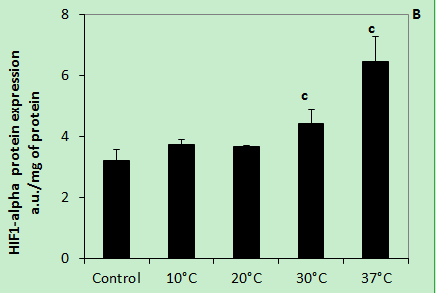 B
8
6
4
2
0
HIF1-alpha protein expression
a.u./mg of protein
c
c
Control 10°C 20°C 30°C 37°C